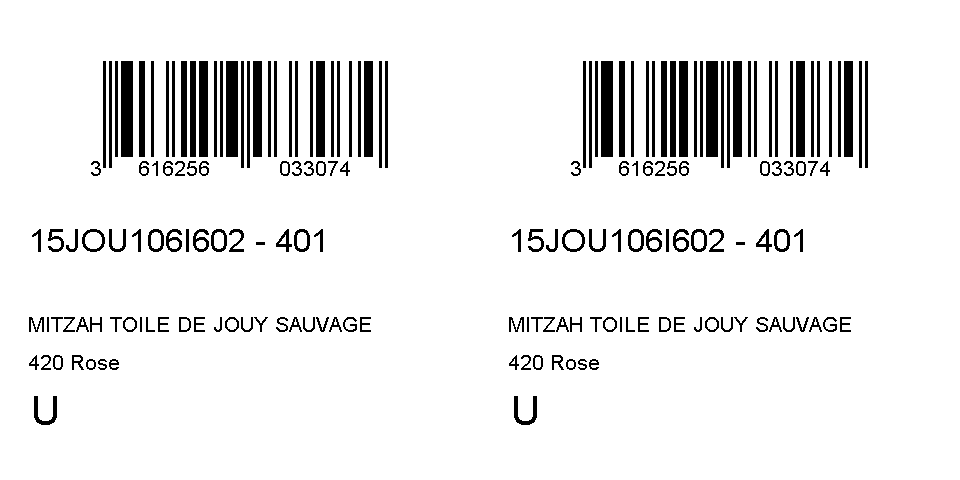 3 616256 033074
15JOU106I602 - 401
MITZAH TOILE DE JOUY SAUVAGE
420 Rose
U
3 616256 033074
15JOU106I602 - 401
MITZAH TOILE DE JOUY SAUVAGE
420 Rose
U